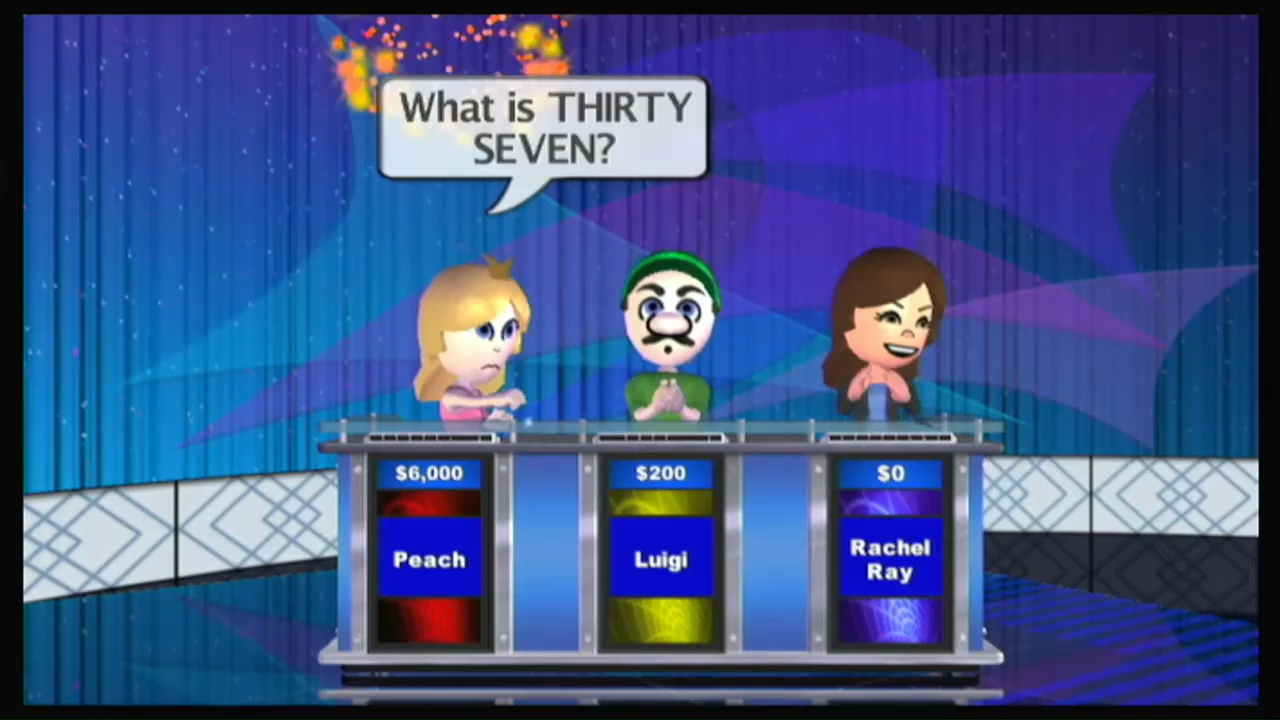 What is THIRTY
SEVEN?
$6,000
$200
$0
Peach
Luigi
Rachel
Ray